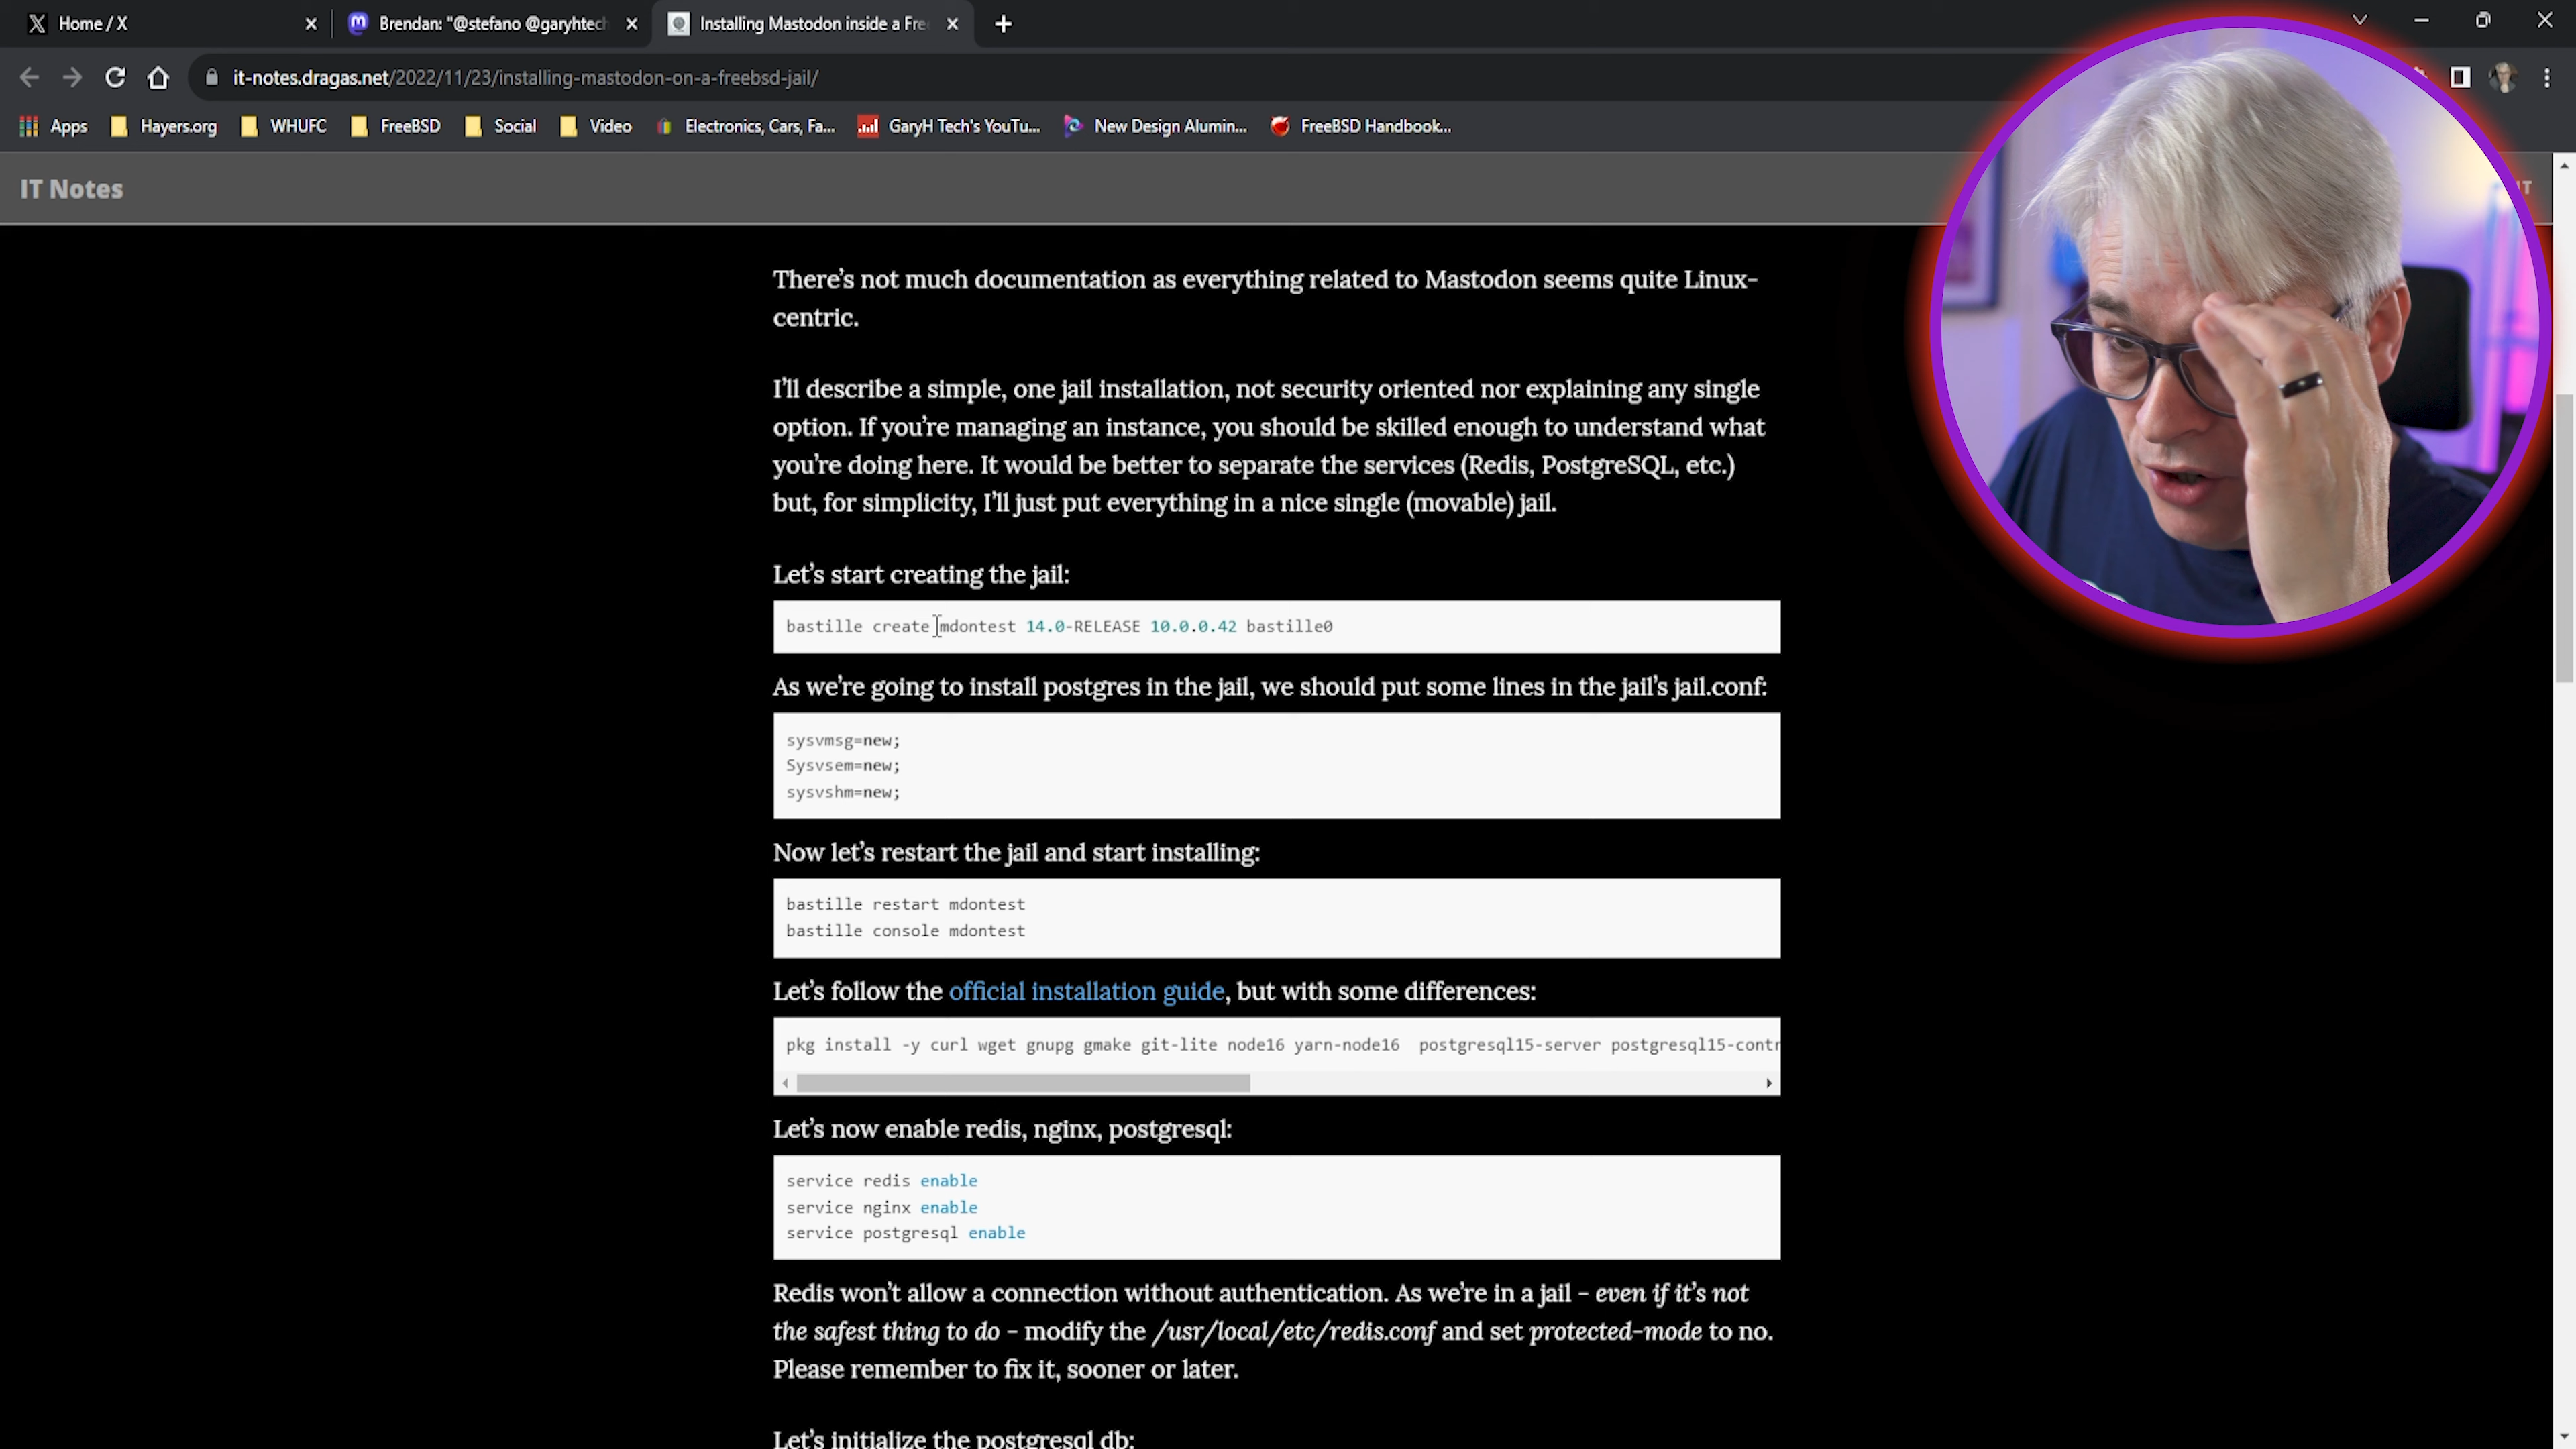 Home / X
Brendan: "@stefano @garyhtech
Installing Mastodon inside a Fre
it-notes.dragas.net/2022/11/23/installing-mastodon-on-a-freebsd-jail/
Apps
Hayers.org
WHUFC
FreeBSD
Social
Video
Electronics, Cars, Fa...
GaryH Tech's YouTu...
New Design Alumin...
FreeBSD Handbook...
IT Notes
IT
There's not much documentation as everything related to Mastodon seems quite Linux-
centric.
I'll describe a simple, one jail installation, not security oriented nor explaining any single
option. If you're managing an instance, you should be skilled enough to understand what
you're doing here. It would be better to separate the services (Redis, PostgreSQL, etc.)
but, for simplicity, I'll just put everything in a nice single (movable) jail.
Let's start creating the jail:
bastille create mdontest 14.0-RELEASE 10.0.0.42 bastille0
As we're going to install postgres in the jail, we should put some lines in the jail's jail.conf:
sysvmsg=new;
Sysvsem=new;
sysvshm=new;
Now let's restart the jail and start installing:
bastille restart mdontest
bastille console mdontest
Let's follow the official installation guide, but with some differences:
pkg install -y curl wget gnupg gmake git-lite node16 yarn-node16  postgresql15-server postgresql15-contr
Let's now enable redis, nginx, postgresql:
service redis enable
service nginx enable
service postgresql enable
Redis won't allow a connection without authentication. As we're in a jail - even if it's not
the safest thing to do - modify the /usr/local/etc/redis.conf and set protected-mode to no.
Please remember to fix it, sooner or later.
Let's initialize the postgresql db: